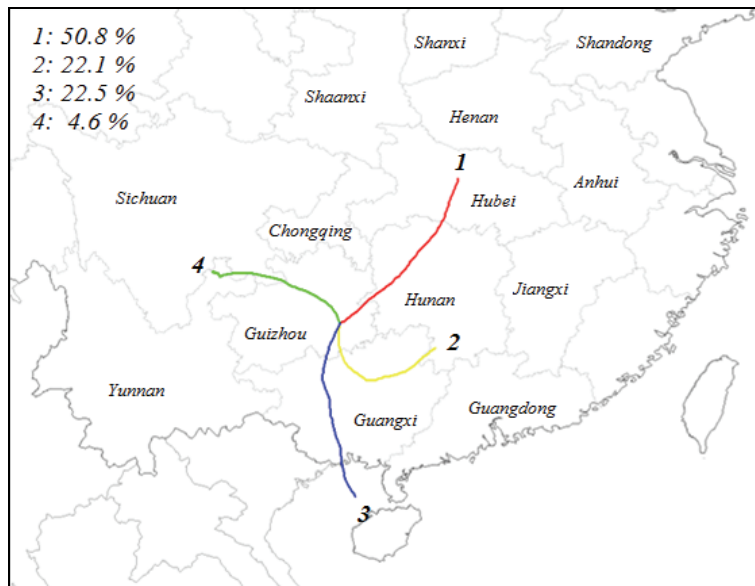 1: 50.8 %
2: 22.1 %
3: 22.5 %
4: 4.6 %
Shanxi
Shandong
Shaanxi
Henan
1
Anhui
Sichuan
Hubei
Chongqing
4
Hunan
Jiangxi
Guizhou
2
Yunnan
Guangxi
Guangdong
3